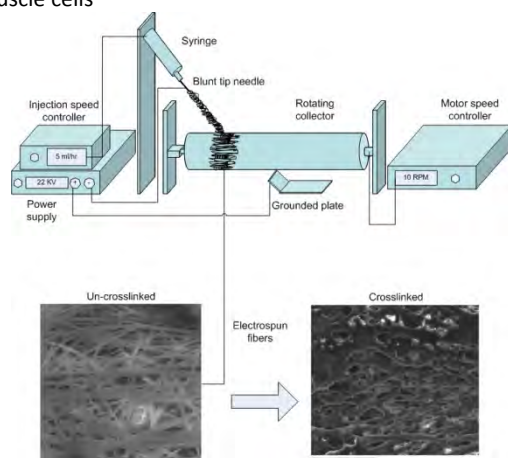 uscle cells
Syringe
Blunt tip needle
Injection speed
controller
5 ml/hr
22 KV
+
-
Power
supply
Rotating
collector
Motor speed
controller
10 RPM
Grounded plate
Un-crosslinked
Electrospun
fibers
Crosslinked